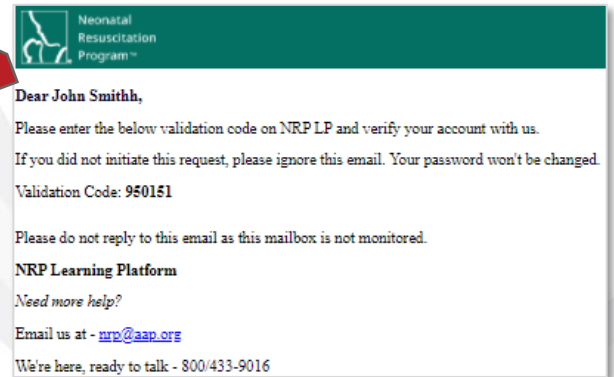 Neonatal
Resuscitation
Program™
Dear John Smithh,
Please enter the below validation code on NRP LP and verify your account with us.
If you did not initiate this request, please ignore this email. Your password won't be changed.
Validation Code: 950151
Please do not reply to this email as this mailbox is not monitored.
NRP Learning Platform
Need more help?
Email us at - nrp@aap.org
We're here, ready to talk - 800/433-9016